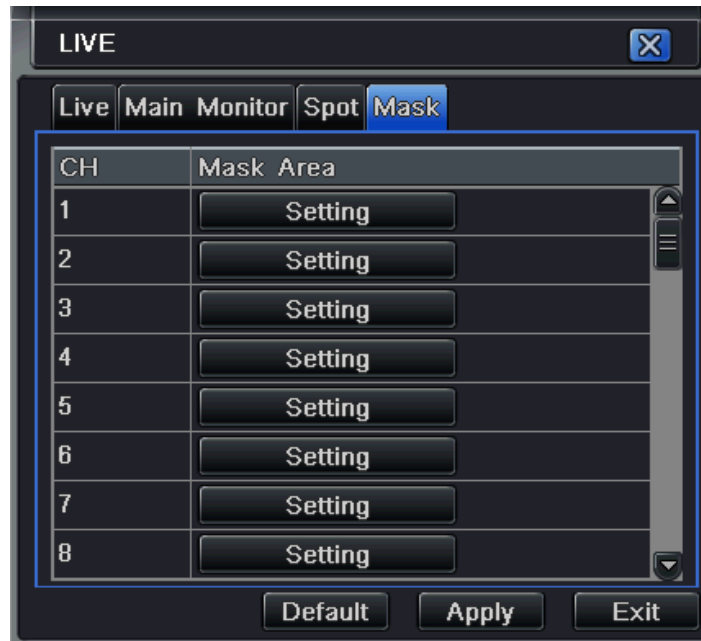 LIVE
Live Main Monitor Spot Mask
CH Mask Area
1 Setting
2 Setting
3 Setting
4 Setting
5 Setting
6 Setting
7 Setting
8 Setting
Default Apply Exit